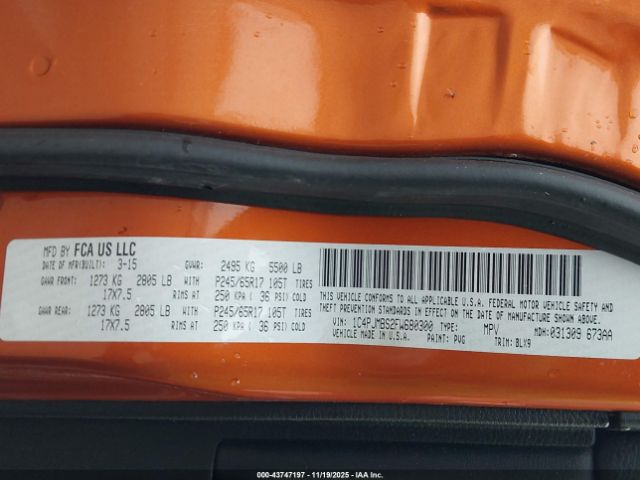 MFD BY FCA US LLC
DATE OF MFR(BUILT): 3-15 GVWR: 2495 KG 5500 LB
GAWR FRONT: 1273 KG 2805 LB WITH P245/65R17 105T TIRES
17X7.5 RIMS AT 250 KPA ( 36 PSI) COLD
GAWR REAR: 1273 KG 2805 LB WITH P245/65R17 105T TIRES
17X7.5 RIMS AT 250 KPA ( 36 PSI) COLD
THIS VEHICLE CONFORMS TO ALL APPLICABLE U.S.A. FEDERAL MOTOR VEHICLE SAFETY AND
THEFT PREVENTION STANDARDS IN EFFECT ON THE DATE OF MANUFACTURE SHOWN ABOVE.
VIN: 1C4PJMBS2FW680300 TYPE: MPV MDH: 031309 673AA
VEHICLE MADE IN U.S.A. PAINT: PVG TRIM: BLX9
000-43747197 - 11/19/2025 - IAAI.com